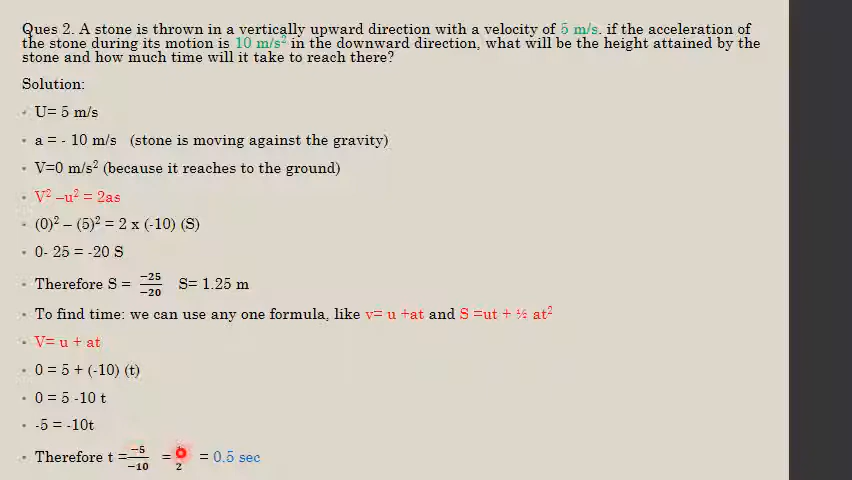 Ques 2. A stone is thrown in a vertically upward direction with a velocity of 5 m/s. if the acceleration of
the stone during its motion is 10 m/s² in the downward direction, what will be the height attained by the
stone and how much time will it take to reach there?
Solution:
• U= 5 m/s
• a = - 10 m/s (stone is moving against the gravity)
• V=0 m/s² (because it reaches to the ground)
• V² –u² = 2as
• (0)² – (5)² = 2 x (-10) (S)
• 0- 25 = -20 S
• Therefore S = −25/−20 S= 1.25 m
• To find time: we can use any one formula, like v= u +at and S =ut + ½ at²
• V= u + at
• 0 = 5 + (-10) (t)
• 0 = 5 -10 t
• -5 = -10t
• Therefore t =−5/−10 = /2 = 0.5 sec